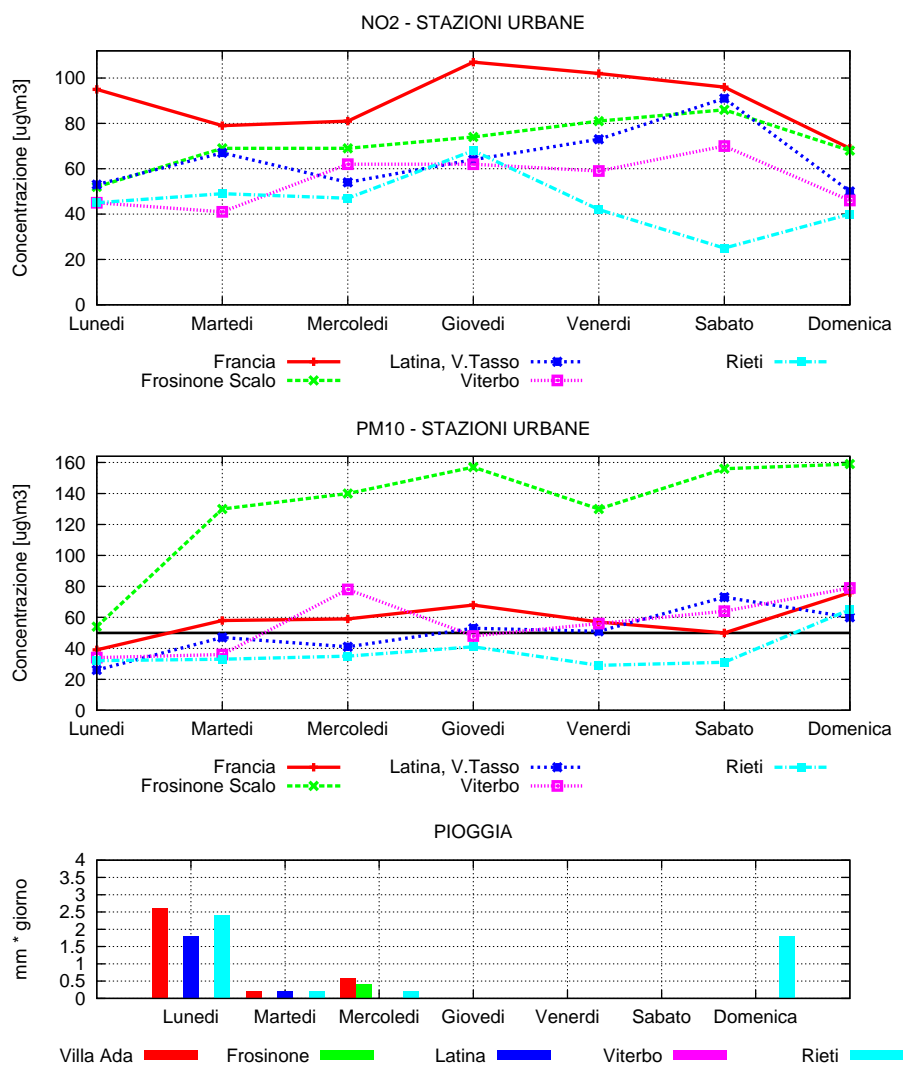 NO2 - STAZIONI URBANE
Concentrazione [ug\m3]
100
80
60
40
20
0
Lunedi Martedi Mercoledi Giovedi Venerdi Sabato Domenica
Francia Latina, V.Tasso Rieti
Frosinone Scalo Viterbo
PM10 - STAZIONI URBANE
Concentrazione [ug\m3]
160
140
120
100
80
60
40
20
0
Lunedi Martedi Mercoledi Giovedi Venerdi Sabato Domenica
Francia Latina, V.Tasso Rieti
Frosinone Scalo Viterbo
PIOGGIA
mm * giorno
4
3.5
3
2.5
2
1.5
1
0.5
0
Lunedi Martedi Mercoledi Giovedi Venerdi Sabato Domenica
Villa Ada Frosinone Latina Viterbo Rieti